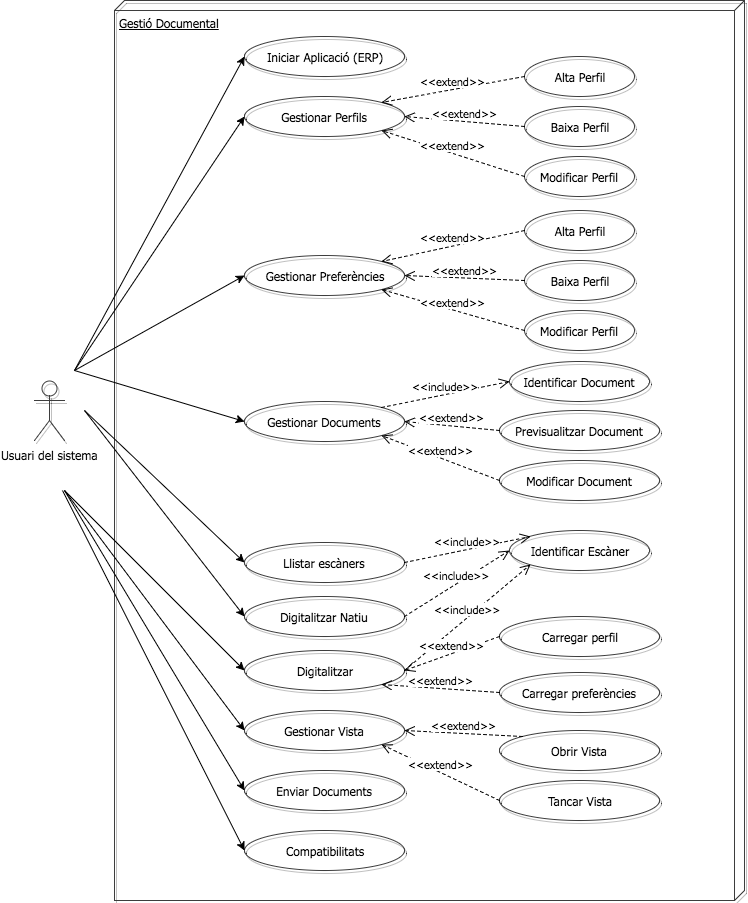 Gestió Documental
Iniciar Aplicació (ERP)
<<extend>>
Alta Perfil
Gestionar Perfils
<<extend>>
Baixa Perfil
<<extend>>
Modificar Perfil
<<extend>>
Alta Perfil
Gestionar Preferències
<<extend>>
Baixa Perfil
<<extend>>
Modificar Perfil
<<include>>
Identificar Document
Gestionar Documents
<<extend>>
Previsualitzar Document
<<extend>>
Modificar Document
Usuari del sistema
<<include>>
Identificar Escàner
Llistar escàners
<<include>>
<<include>>
Digitalitzar Natiu
<<extend>>
Carregar perfil
Digitalitzar
<<extend>>
Carregar preferències
Gestionar Vista
<<extend>>
Obrir Vista
<<extend>>
Tancar Vista
Enviar Documents
Compatibilitats